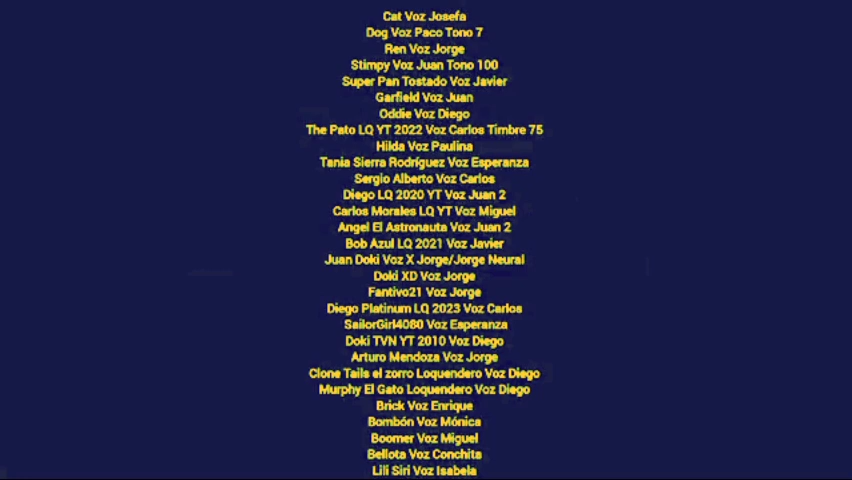 Cat Voz Josefa
Dog Voz Paco Tono 7
Ren Voz Jorge
Stimpy Voz Juan Tono 100
Super Pan Tostado Voz Javier
Garfield Voz Juan
Oddie Voz Diego
The Pato LQ YT 2022 Voz Carlos Timbre 75
Hilda Voz Paulina
Tania Sierra Rodríguez Voz Esperanza
Sergio Alberto Voz Carlos
Diego LQ 2020 YT Voz Juan 2
Carlos Morales LQ YT Voz Miguel
Angel El Astronauta Voz Juan 2
Bob Azul LQ 2021 Voz Javier
Juan Doki Voz X Jorge/Jorge Neural
Doki XD Voz Jorge
Fantivo21 Voz Jorge
Diego Platinum LQ 2023 Voz Carlos
SailorGirl4080 Voz Esperanza
Doki TVN YT 2010 Voz Diego
Arturo Mendoza Voz Jorge
Clone Tails el zorro Loquendero Voz Diego
Murphy El Gato Loquendero Voz Diego
Brick Voz Enrique
Bombón Voz Mónica
Boomer Voz Miguel
Bellota Voz Conchita
Lili Siri Voz Isabela